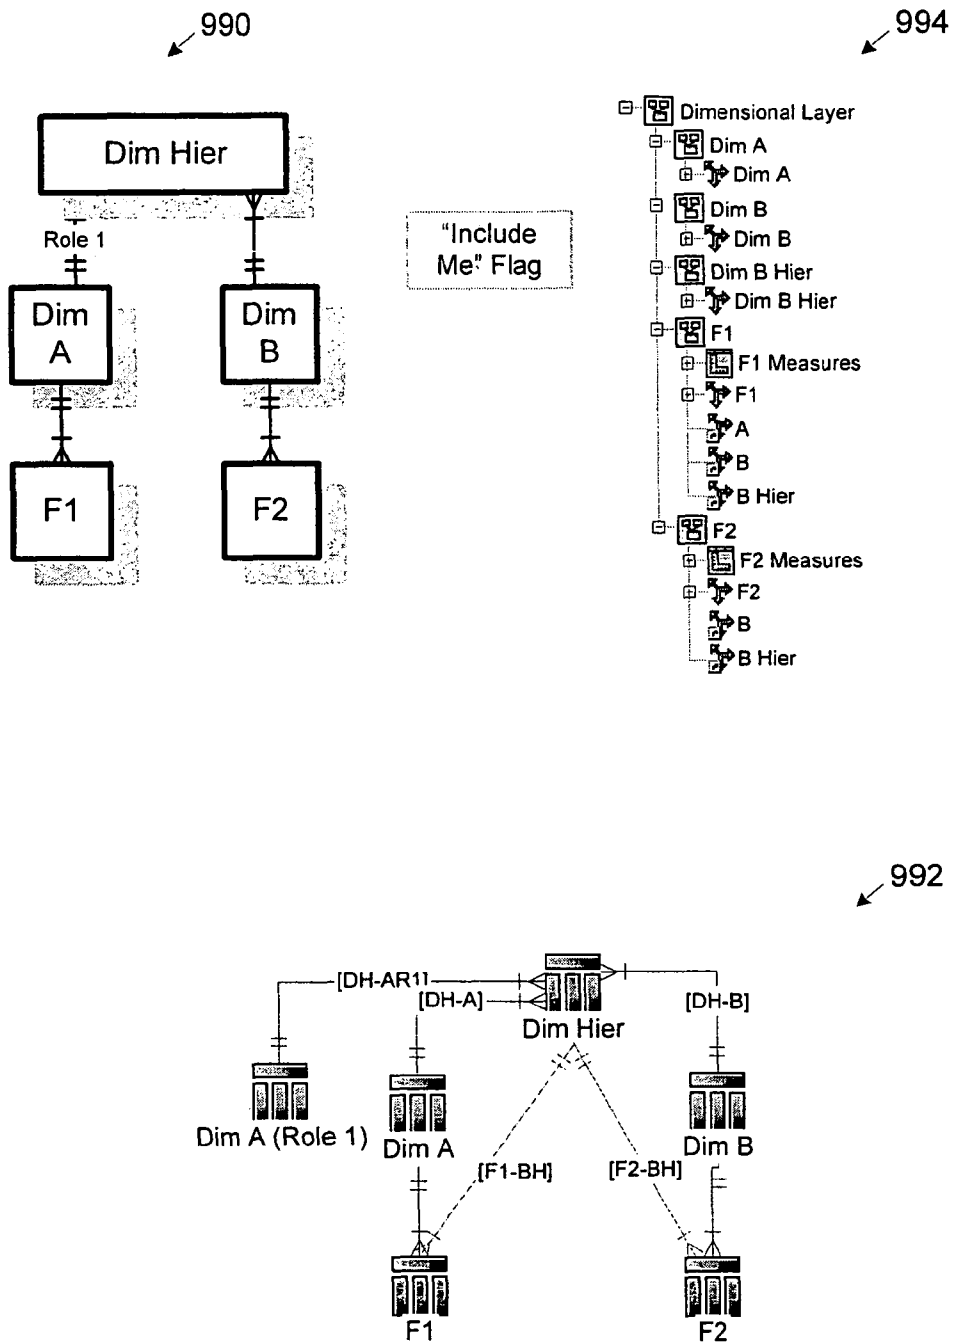 990
994
Dim Hier
Role 1
Dim
A
Dim
B
F1
F2
"Include
Me" Flag
Dimensional Layer
Dim A
Dim A
Dim B
Dim B
Dim B Hier
Dim B Hier
F1
F1 Measures
F1
A
B
B Hier
F2
F2 Measures
F2
B
B Hier
992
[DH-AR1]
[DH-A]
[DH-B]
Dim Hier
Dim A (Role 1)
Dim A
Dim B
[F1-BH]
[F2-BH]
F1
F2